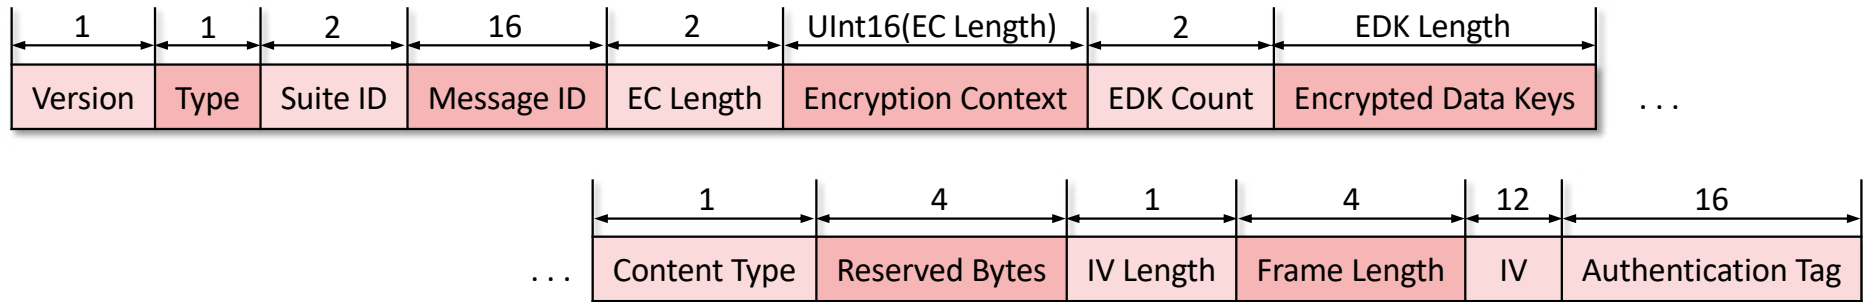 1 1 2 16 2 UInt16(EC Length) 2 EDK Length
Version Type Suite ID Message ID EC Length Encryption Context EDK Count Encrypted Data Keys . . .
1 4 1 4 12 16
. . . Content Type Reserved Bytes IV Length Frame Length IV Authentication Tag